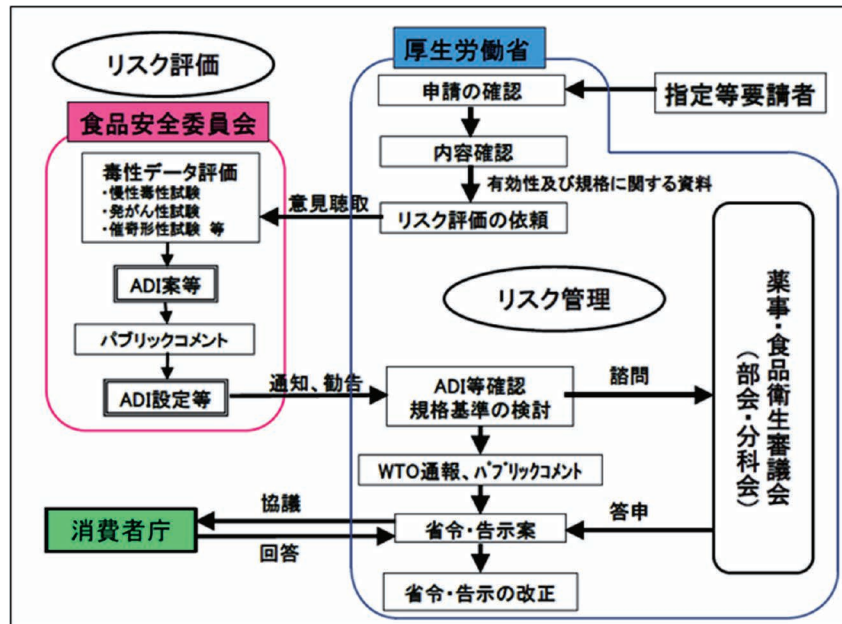 リスク評価
厚生労働省
申請の確認
指定等要請者
食品安全委員会
内容確認
毒性データ評価
・慢性毒性試験
・発がん性試験
・催奇形性試験 等
有効性及び規格に関する資料
意見聴取
リスク評価の依頼
ADI案等
リスク管理
パブリックコメント
薬事・食品衛生審議会
（部会・分科会）
通知、勧告
ADI設定等
ADI等確認
規格基準の検討
諮問
WTO通報、ﾊﾟﾌﾞﾘｯｸｺﾒﾝﾄ
協議
消費者庁
回答
省令・告示案
答申
省令・告示の改正